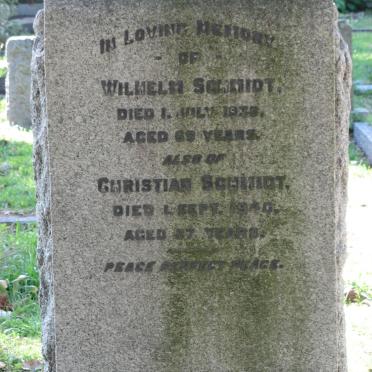 IN LOVING MEMORY
- OF -
WILHELM SCHMIDT,
DIED 1. JULY
AGED YEARS.
ALSO OF
CHRISTIAN SCHMIDT,
DIED 1. SEPT. 1940.
AGED YEARS.
PEACE PERFECT PEACE.